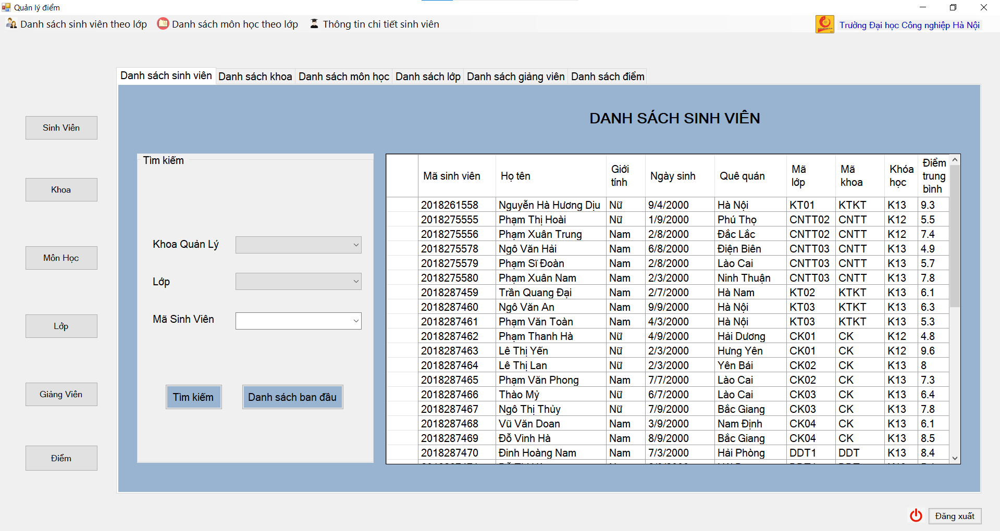 Quản lý điểm
Danh sách sinh viên theo lớp Danh sách môn học theo lớp Thông tin chi tiết sinh viên Trường Đại học Công nghiệp Hà Nội
Danh sách sinh viên Danh sách khoa Danh sách môn học Danh sách lớp Danh sách giảng viên Danh sách điểm
Sinh Viên
Khoa
Môn Học
Lớp
Giảng Viên
Điểm
DANH SÁCH SINH VIÊN
Tìm kiếm
Khoa Quản Lý
Lớp
Mã Sinh Viên
Tìm kiếm Danh sách ban đầu
Mã sinh viên Họ tên Giới tính Ngày sinh Quê quán Mã lớp Mã khoa Khóa học Điểm trung bình
2018261558 Nguyễn Hà Hương Dịu Nữ 9/4/2000 Hà Nội KT01 KTKT K13 9.3
2018275555 Phạm Thị Hoài Nữ 1/9/2000 Phú Thọ CNTT02 CNTT K12 5.5
2018275556 Phạm Xuân Trung Nam 2/8/2000 Đắc Lắc CNTT02 CNTT K12 7.4
2018275578 Ngô Văn Hải Nam 6/8/2000 Điện Biên CNTT03 CNTT K13 4.9
2018275579 Phạm Sĩ Đoàn Nam 2/8/2000 Lào Cai CNTT03 CNTT K13 5.7
2018275580 Phạm Xuân Nam Nam 2/3/2000 Ninh Thuận CNTT03 CNTT K13 7.8
2018287459 Trần Quang Đại Nam 2/7/2000 Hà Nam KT02 KTKT K13 6.1
2018287460 Ngô Văn An Nam 9/9/2000 Hà Nội KT03 KTKT K13 6.3
2018287461 Phạm Văn Toàn Nam 4/3/2000 Hà Nội KT03 KTKT K13 5.3
2018287462 Phạm Thanh Hà Nữ 4/9/2000 Hải Dương CK01 CK K12 4.8
2018287463 Lê Thị Yến Nữ 2/3/2000 Hưng Yên CK01 CK K12 9.6
2018287464 Lê Thị Lan Nữ 2/3/2000 Yên Bái CK02 CK K13 8
2018287465 Phạm Văn Phong Nam 7/7/2000 Lào Cai CK02 CK K13 7.3
2018287466 Thào Mỷ Nữ 6/7/2000 Lào Cai CK03 CK K13 6.4
2018287467 Ngô Thị Thủy Nữ 7/9/2000 Bắc Giang CK03 CK K13 7.8
2018287468 Vũ Văn Doan Nam 3/9/2000 Nam Định CK04 CK K13 6.1
2018287469 Đỗ Vinh Hà Nam 8/9/2000 Bắc Giang CK04 CK K13 8.5
2018287470 Đinh Hoàng Nam Nam 7/3/2000 Hải Phòng DDT1 DDT K13 8.4
Đăng xuất